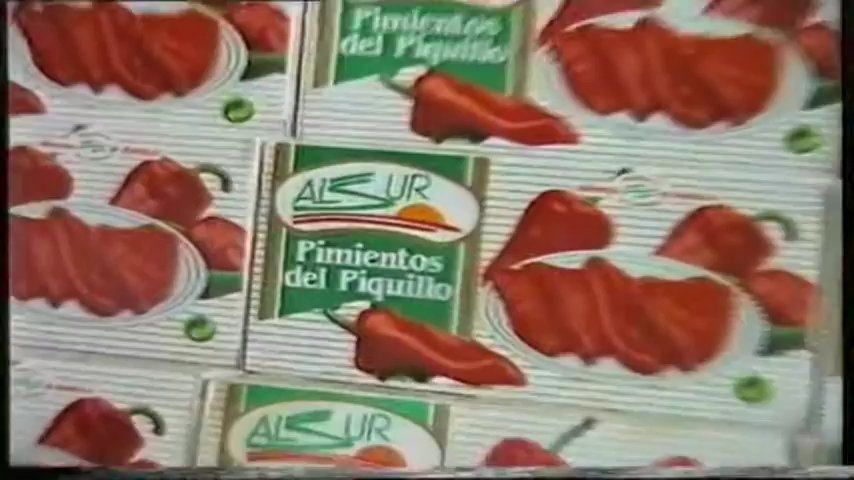 Pimientos
del Piquillo
ALSUR
Pimientos
del Piquillo
ALSUR